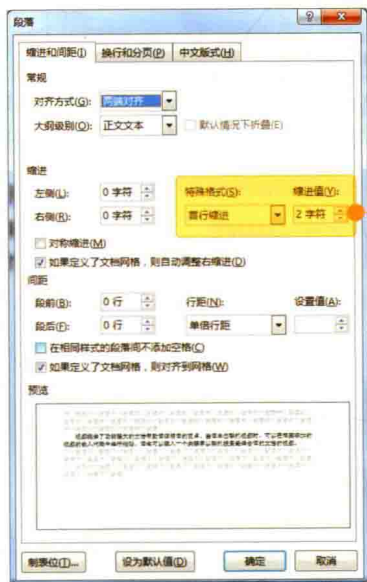 段落
缩进和间距(I) 换行和分页(P) 中文版式(H)
常规
对齐方式(G): 两端对齐
大纲级别(O): 正文文本 默认情况下折叠(E)
缩进
左侧(L): 0 字符 特殊格式(S): 缩进值(Y):
右侧(R): 0 字符 首行缩进 2 字符
对称缩进(M)
如果定义了文档网格，则自动调整右缩进(D)
间距
段前(B): 0 行 行距(N): 设置值(A):
段后(F): 0 行 单倍行距
在相同样式的段落间不添加空格(C)
如果定义了文档网格，则对齐到网格(W)
预览
制表位(T)... 设为默认值(D) 确定 取消